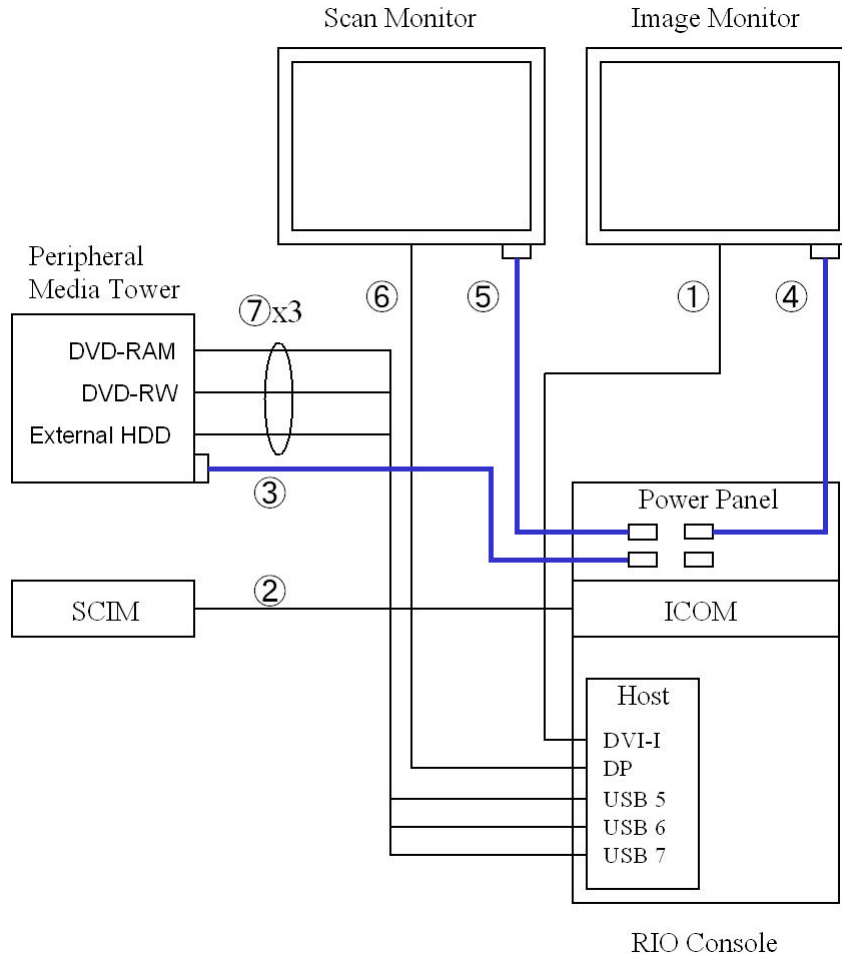 Scan Monitor
Image Monitor
Peripheral
Media Tower
⑦x3
⑥
⑤
①
④
DVD-RAM
DVD-RW
External HDD
③
Power Panel
SCIM
②
ICOM
Host
DVI-I
DP
USB 5
USB 6
USB 7
RIO Console